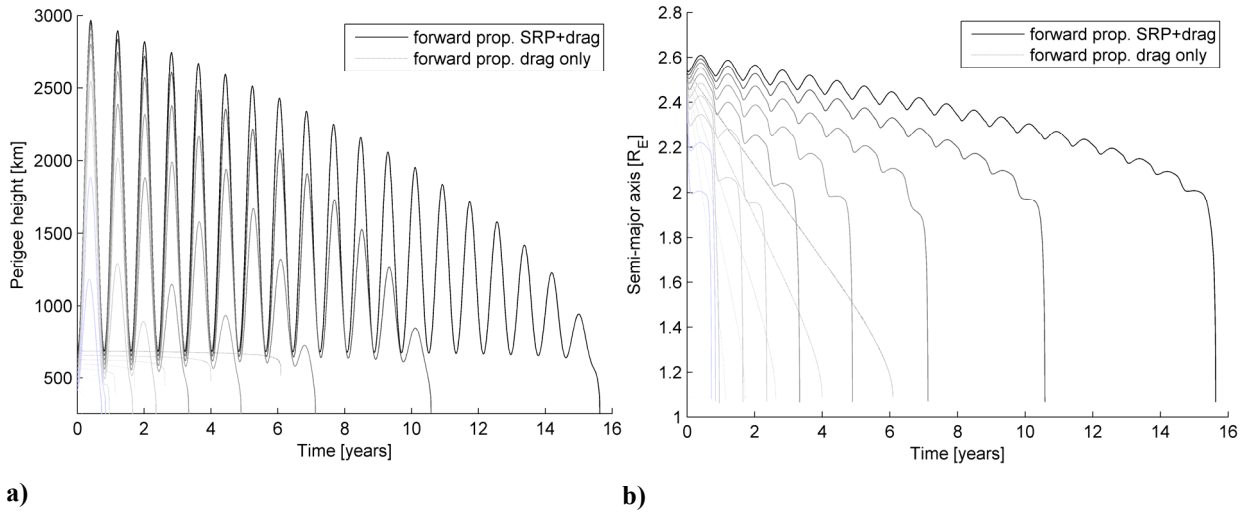 3000
2500
2000
1500
1000
500
Perigee height [km]
forward prop. SRP+drag
forward prop. drag only
0 2 4 6 8 10 12 14 16
Time [years]
a)
2.8
2.6
2.4
2.2
2
1.8
1.6
1.4
1.2
1
Semi-major axis [R_E]
forward prop. SRP+drag
forward prop. drag only
0 2 4 6 8 10 12 14 16
Time [years]
b)